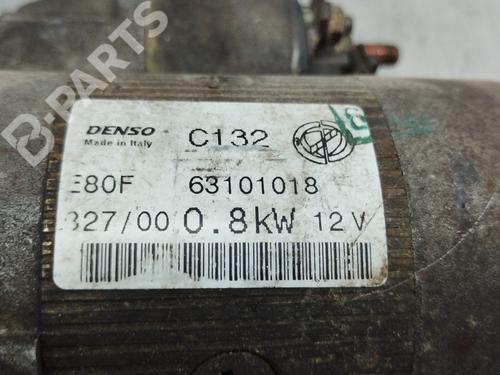 B-PARTS
DENSO C132
Made in Italy
E80F 63101018
327/00 0.8kW 12V